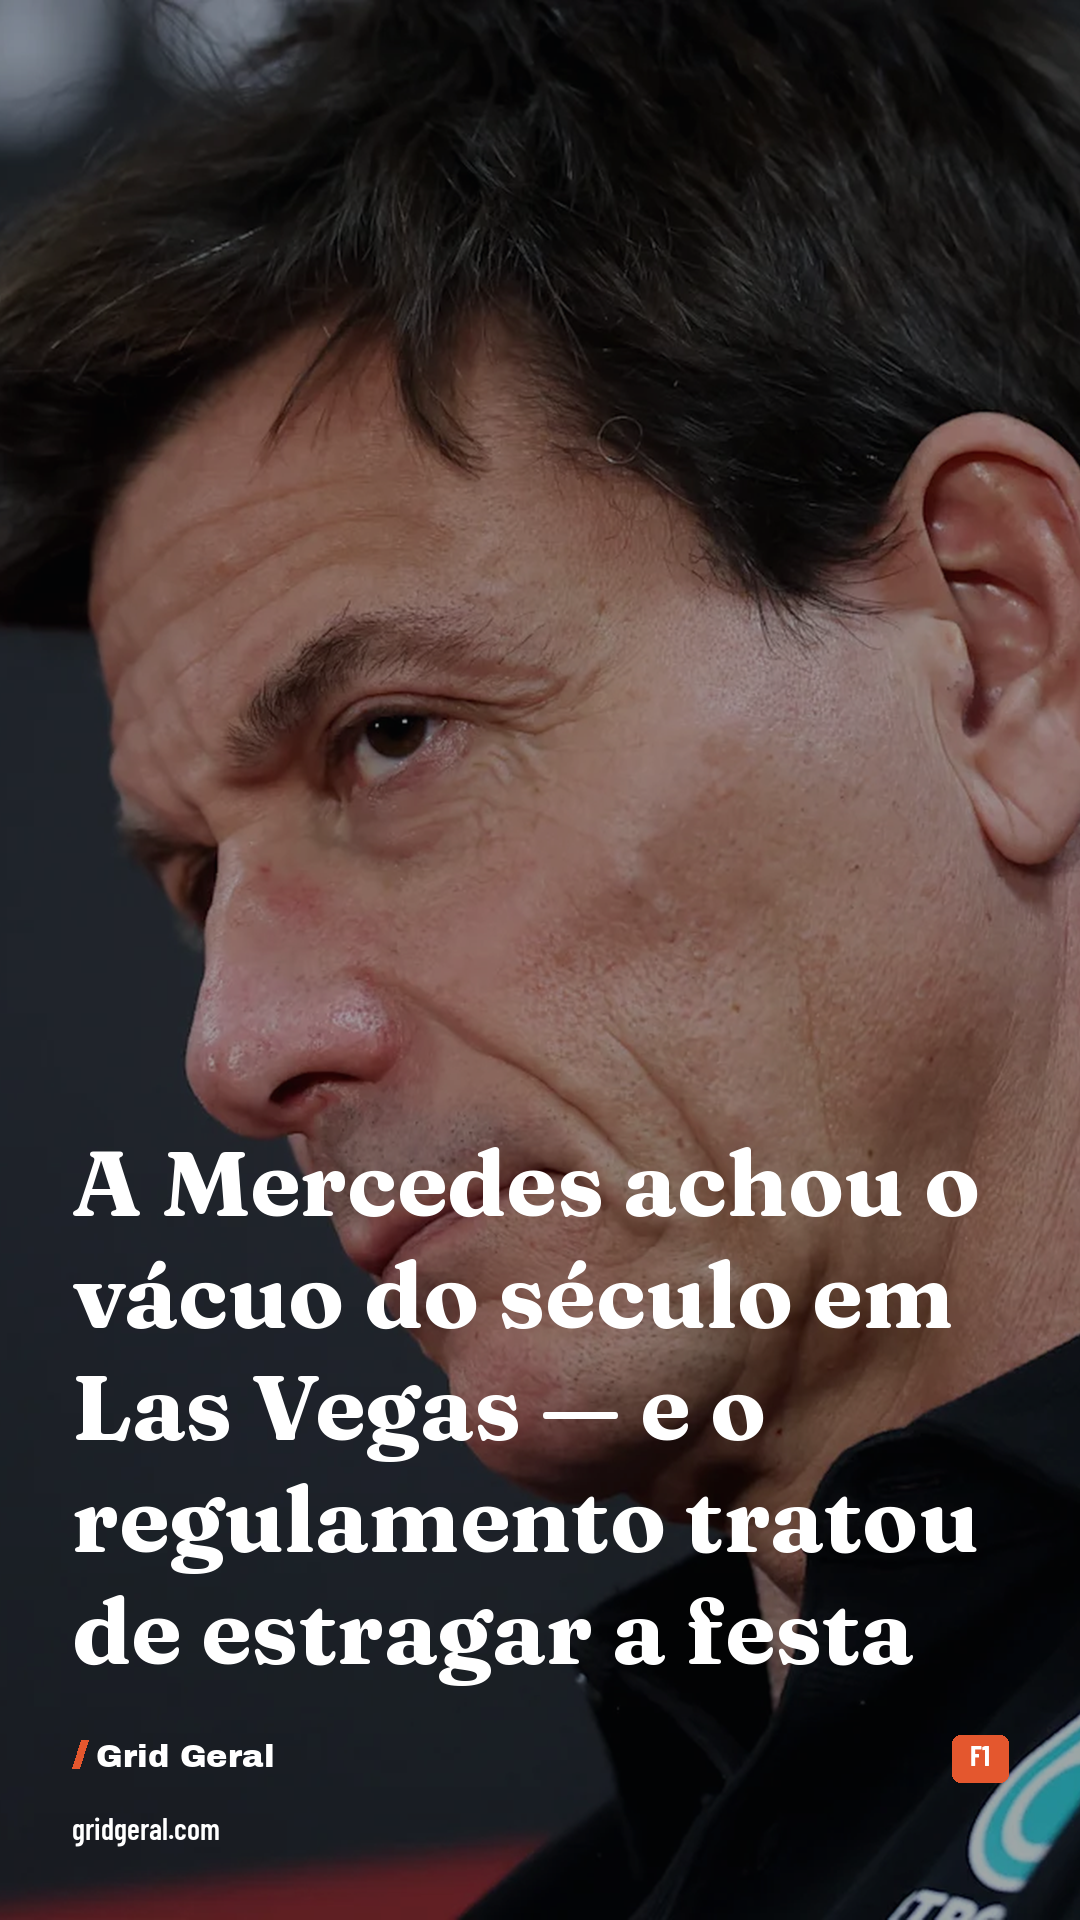 A Mercedes achou o
vácuo do século em
Las Vegas — e o
regulamento tratou
de estragar a festa
/ Grid Geral
F1
gridgeral.com